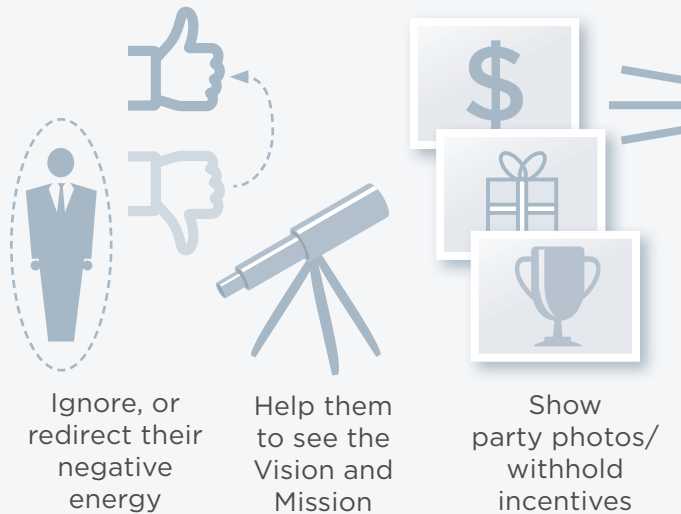 $
Ignore, or
redirect their
negative
energy
Help them
to see the
Vision and
Mission
Show
party photos/
withhold
incentives